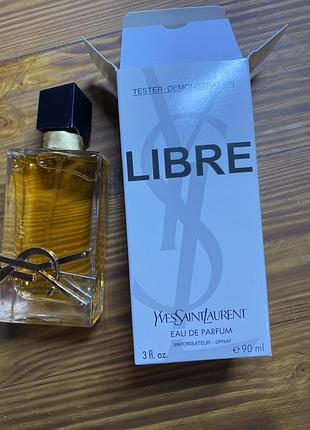 TESTER - DEMONSTRATION
LIBRE
YVESSAINTLAURENT
EAU DE PARFUM
VAPORISATEUR - SPRAY
3 fl. oz. ℮ 90 ml